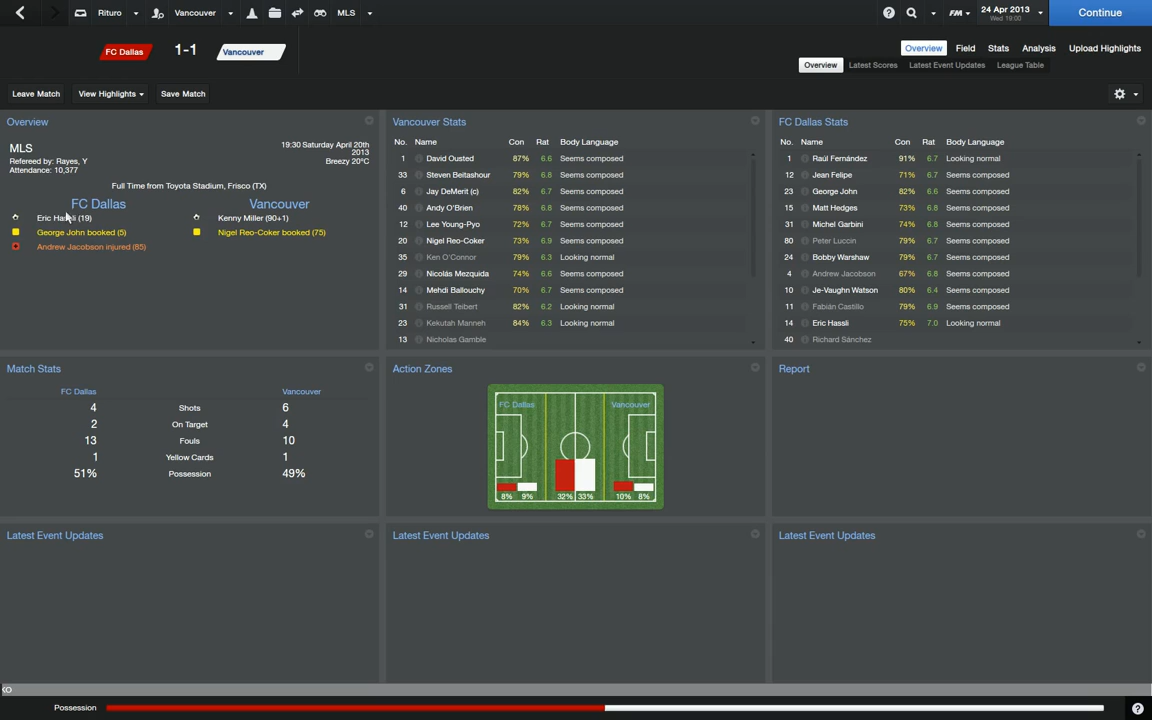 Rituro Vancouver MLS FM 24 Apr 2013 Continue
Wed 19:00
FC Dallas 1-1 Vancouver
Overview Field Stats Analysis Upload Highlights
Overview Latest Scores Latest Event Updates League Table
Leave Match View Highlights Save Match
Overview
MLS
Refereed by: Rayes, Y
Attendance: 10,377
19:30 Saturday April 20th
2013
Breezy 20°C
Full Time from Toyota Stadium, Frisco (TX)
FC Dallas Vancouver
Eric Hassli (19) Kenny Miller (90+1)
George John booked (5) Nigel Reo-Coker booked (75)
Andrew Jacobson injured (85)
Vancouver Stats
No. Name Con Rat Body Language
1 David Ousted 87% 6.6 Seems composed
33 Steven Beitashour 79% 6.8 Seems composed
6 Jay DeMerit (c) 82% 6.7 Seems composed
40 Andy O'Brien 78% 6.8 Seems composed
12 Lee Young-Pyo 72% 6.7 Seems composed
20 Nigel Reo-Coker 73% 6.9 Seems composed
35 Ken O'Connor 79% 6.3 Looking normal
29 Nicolás Mezquida 74% 6.6 Seems composed
14 Mehdi Ballouchy 70% 6.7 Seems composed
31 Russell Teibert 82% 6.2 Looking normal
23 Kekutah Manneh 84% 6.3 Looking normal
13 Nicholas Gamble
FC Dallas Stats
No. Name Con Rat Body Language
1 Raúl Fernández 91% 6.7 Looking normal
12 Jean Felipe 71% 6.7 Seems composed
23 George John 82% 6.6 Seems composed
15 Matt Hedges 73% 6.8 Seems composed
31 Michel Garbini 74% 6.8 Seems composed
80 Peter Luccin 79% 6.7 Seems composed
24 Bobby Warshaw 79% 6.7 Seems composed
4 Andrew Jacobson 67% 6.8 Seems composed
10 Je-Vaughn Watson 80% 6.4 Seems composed
11 Fabián Castillo 79% 6.9 Seems composed
14 Eric Hassli 75% 7.0 Looking normal
40 Richard Sánchez
Match Stats
FC Dallas Vancouver
4 Shots 6
2 On Target 4
13 Fouls 10
1 Yellow Cards 1
51% Possession 49%
Action Zones
FC Dallas Vancouver
8% 9% 32% 33% 10% 8%
Report
Latest Event Updates
Latest Event Updates
Latest Event Updates
KO
Possession